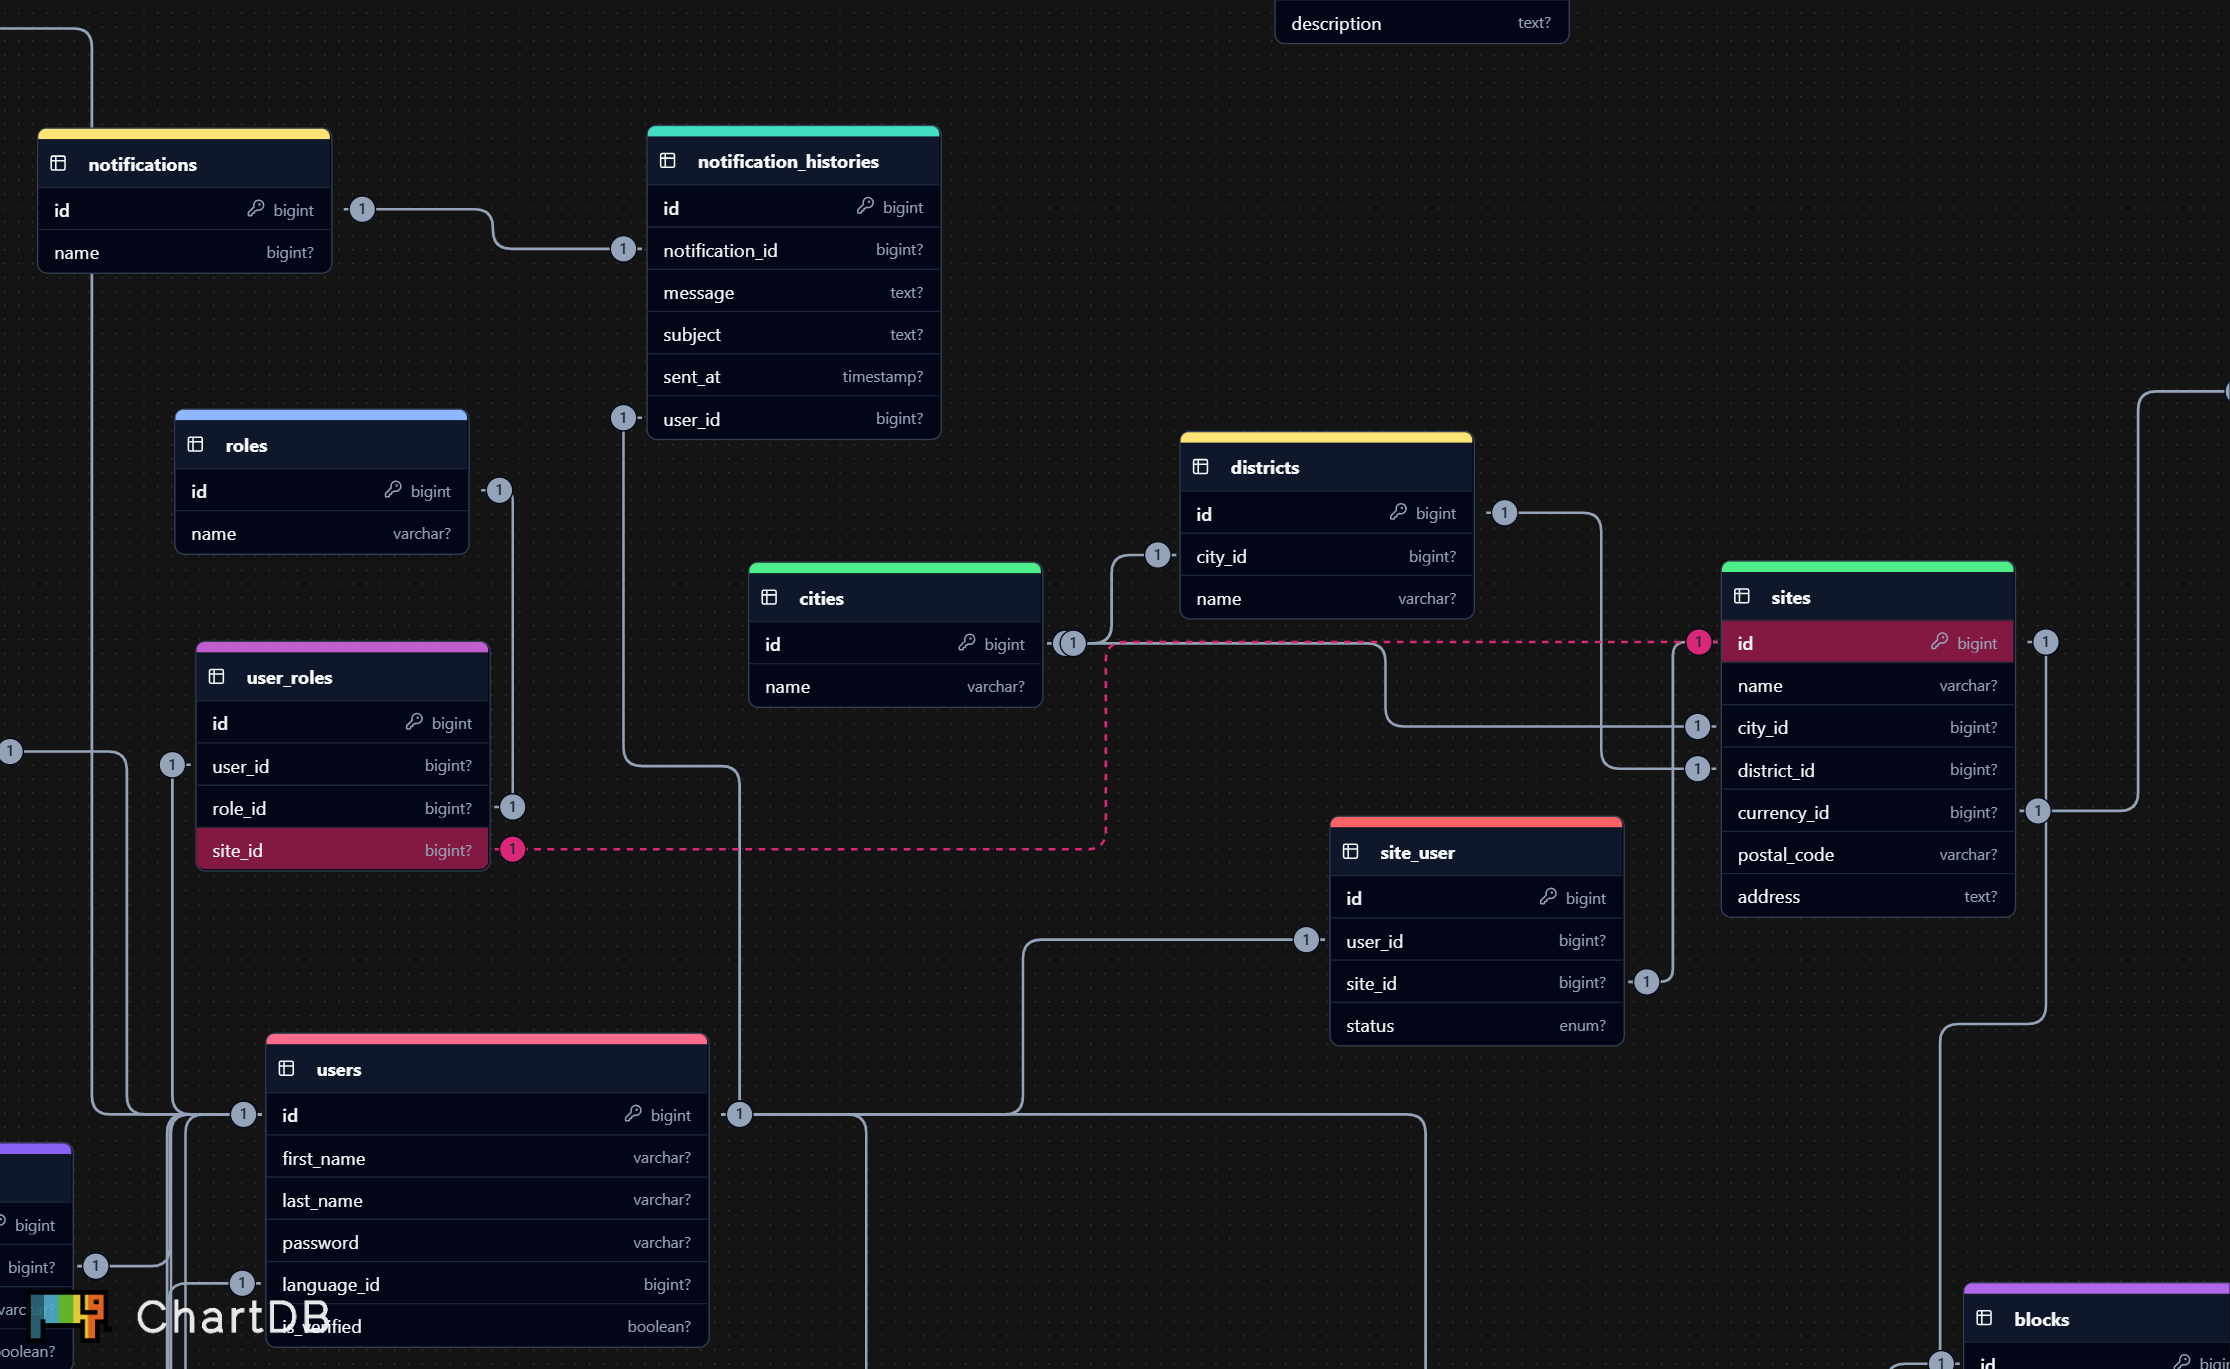 description text?
notifications
id bigint
name bigint?
1
notification_histories
id bigint
1 notification_id bigint?
message text?
subject text?
sent_at timestamp?
1 user_id bigint?
roles
id bigint 1
name varchar?
user_roles
id bigint
1
1 user_id bigint?
role_id bigint? 1
site_id bigint? 1
cities
id bigint 1
name varchar?
districts
id bigint 1
1 city_id bigint?
name varchar?
sites
1 id bigint 1
name varchar?
1 city_id bigint?
1 district_id bigint?
currency_id bigint? 1
postal_code varchar?
address text?
site_user
id bigint
1 user_id bigint?
site_id bigint? 1
status enum?
users
1 id bigint 1
first_name varchar?
last_name varchar?
password varchar?
1 language_id bigint?
is_verified boolean?
bigint
bigint? 1
ChartDB
blocks
1 id